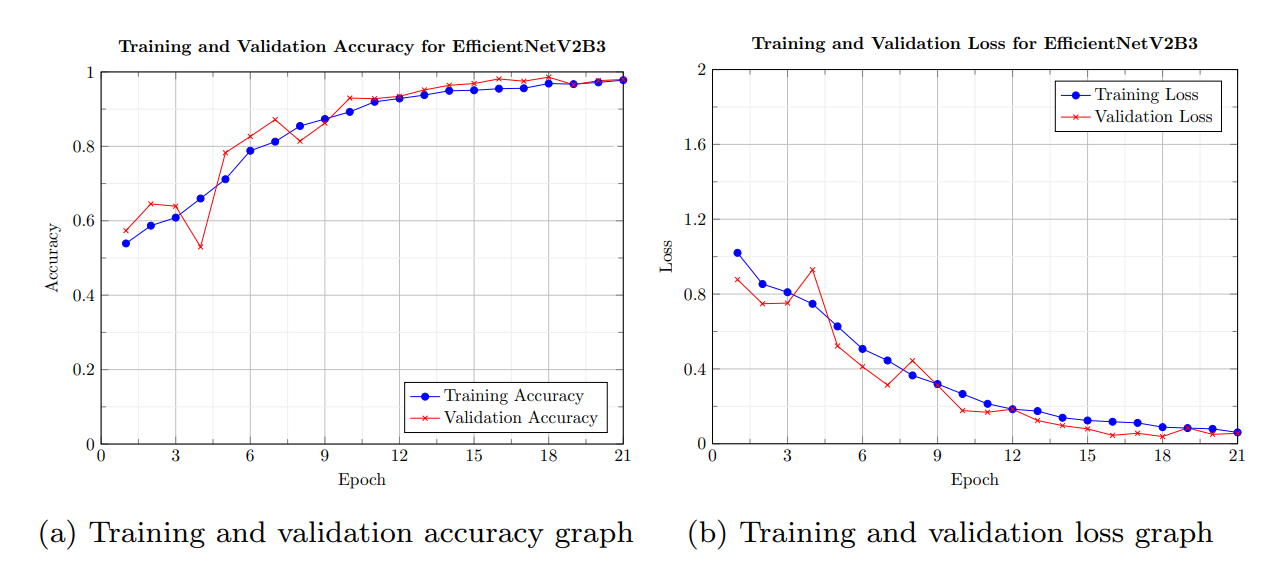 Training and Validation Accuracy for EfficientNetV2B3
1
0.8
0.6
0.4
0.2
0
Accuracy
Training Accuracy
Validation Accuracy
0 3 6 9 12 15 18 21
Epoch
(a) Training and validation accuracy graph
Training and Validation Loss for EfficientNetV2B3
2
1.6
1.2
0.8
0.4
0
Loss
Training Loss
Validation Loss
0 3 6 9 12 15 18 21
Epoch
(b) Training and validation loss graph